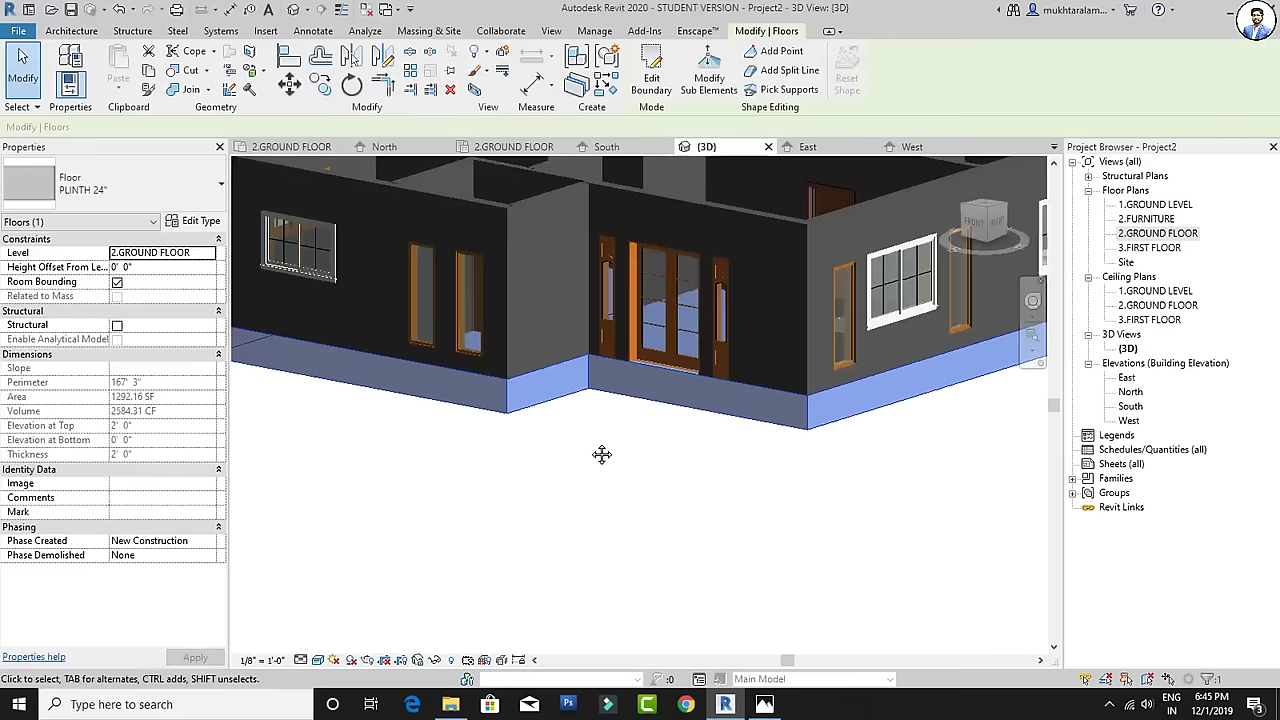 Autodesk Revit 2020 - STUDENT VERSION - Project2 - 3D View: {3D}
mukhtaralam...
File Architecture Structure Steel Systems Insert Annotate Analyze Massing & Site Collaborate View Manage Add-Ins Enscape™ Modify | Floors
Modify
Paste
Cope
Cut
Join
Edit Boundary
Modify Sub Elements
Add Point
Add Split Line
Pick Supports
Reset Shape
Select Properties Clipboard Geometry Modify View Measure Create Mode Shape Editing
Modify | Floors
Properties
2.GROUND FLOOR North 2.GROUND FLOOR South {3D} East West
Floor
PLINTH 24"
Floors (1) Edit Type
Constraints
Level 2.GROUND FLOOR
Height Offset From Le... 0' 0"
Room Bounding
Related to Mass
Structural
Structural
Enable Analytical Model
Dimensions
Slope
Perimeter 167' 3"
Area 1292.16 SF
Volume 2584.31 CF
Elevation at Top 2' 0"
Elevation at Bottom 0' 0"
Thickness 2' 0"
Identity Data
Image
Comments
Mark
Phasing
Phase Created New Construction
Phase Demolished None
Properties help Apply
FRONT
1/8" = 1'-0"
Project Browser - Project2
Views (all)
Structural Plans
Floor Plans
1.GROUND LEVEL
2.FURNITURE
2.GROUND FLOOR
3.FIRST FLOOR
Site
Ceiling Plans
1.GROUND LEVEL
2.GROUND FLOOR
3.FIRST FLOOR
3D Views
{3D}
Elevations (Building Elevation)
East
North
South
West
Legends
Schedules/Quantities (all)
Sheets (all)
Families
Groups
Revit Links
Click to select, TAB for alternates, CTRL adds, SHIFT unselects.
:0
Main Model
:1
Type here to search
ENG
IN
6:45 PM
12/1/2019